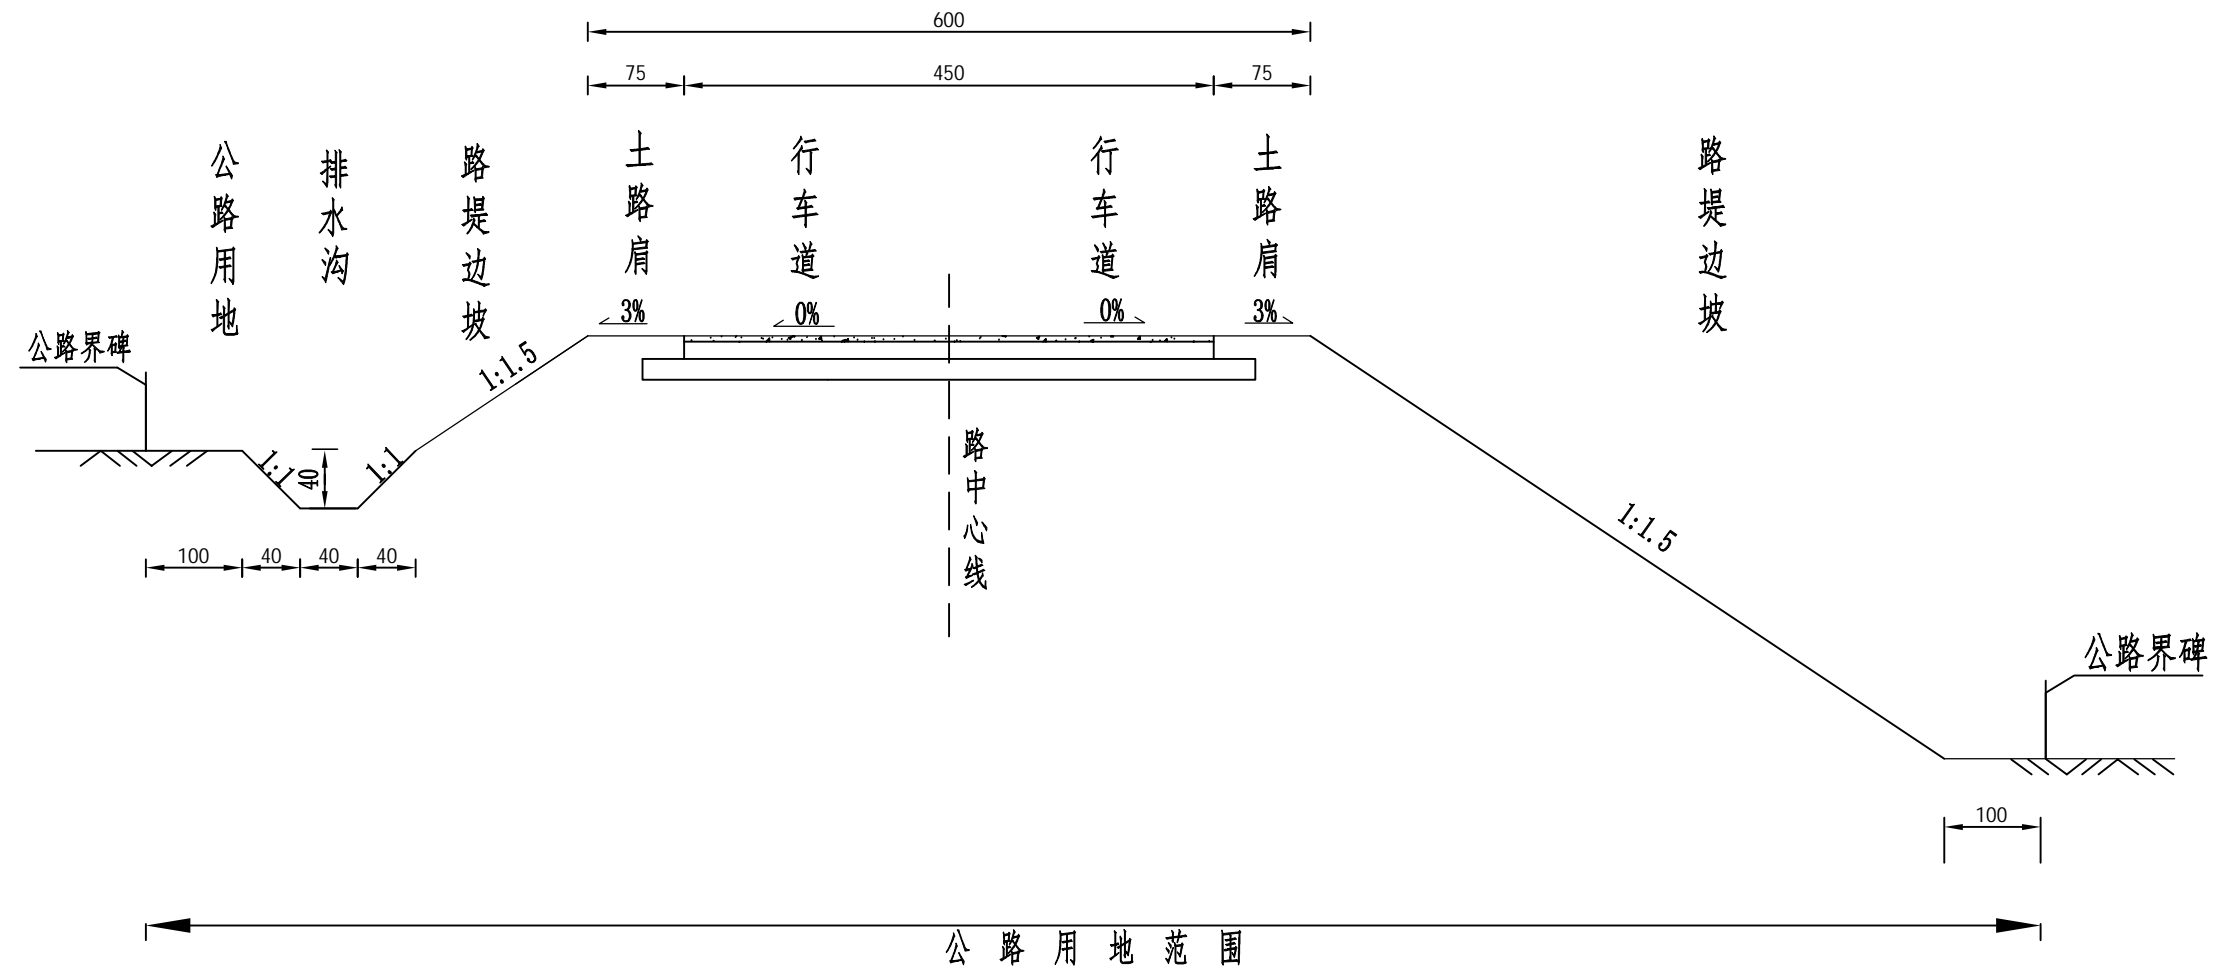 600
75
450
75
公路用地
排水沟
路堤边坡
土路肩
行车道
行车道
土路肩
路堤边坡
3%
0%
0%
3%
公路界碑
1:1.5
1:1
40
1:1
路中心线
1:1.5
100
40
40
40
公路界碑
100
公路用地范围